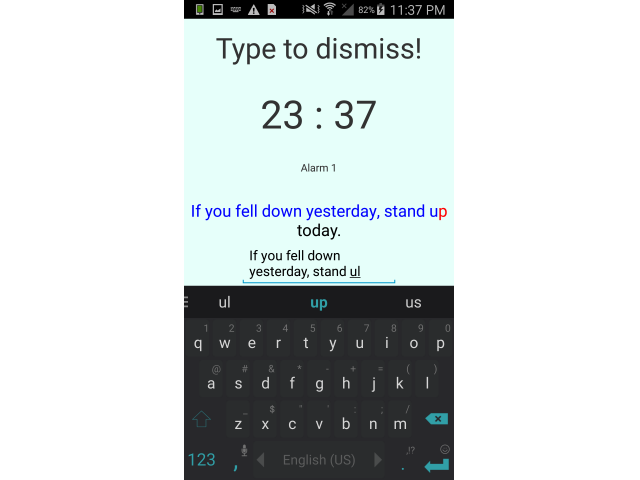 82% 11:37 PM
Type to dismiss!
23 : 37
Alarm 1
If you fell down yesterday, stand up
today.
If you fell down
yesterday, stand ul
ul up us
1 2 3 4 5 6 7 8 9 0
q w e r t y u i o p
@ # & * - + = ( )
a s d f g h j k l
_ $ " ' : ; /
z x c v b n m
,!?
123 , English (US) .